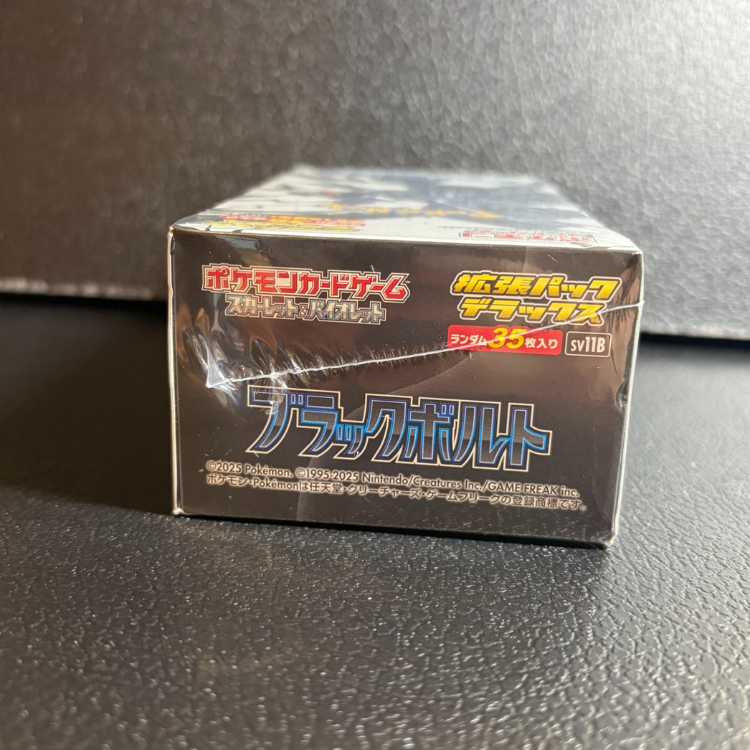 ポケモンカードゲーム
スカーレット&バイオレット
拡張パック
デラックス
ランダム35枚入り
sv11B
ブラックボルト
©2025 Pokémon. ©1995-2025 Nintendo/Creatures Inc./GAME FREAK inc.
ポケモン・Pokémonは任天堂・クリーチャーズ・ゲームフリークの登録商標です。